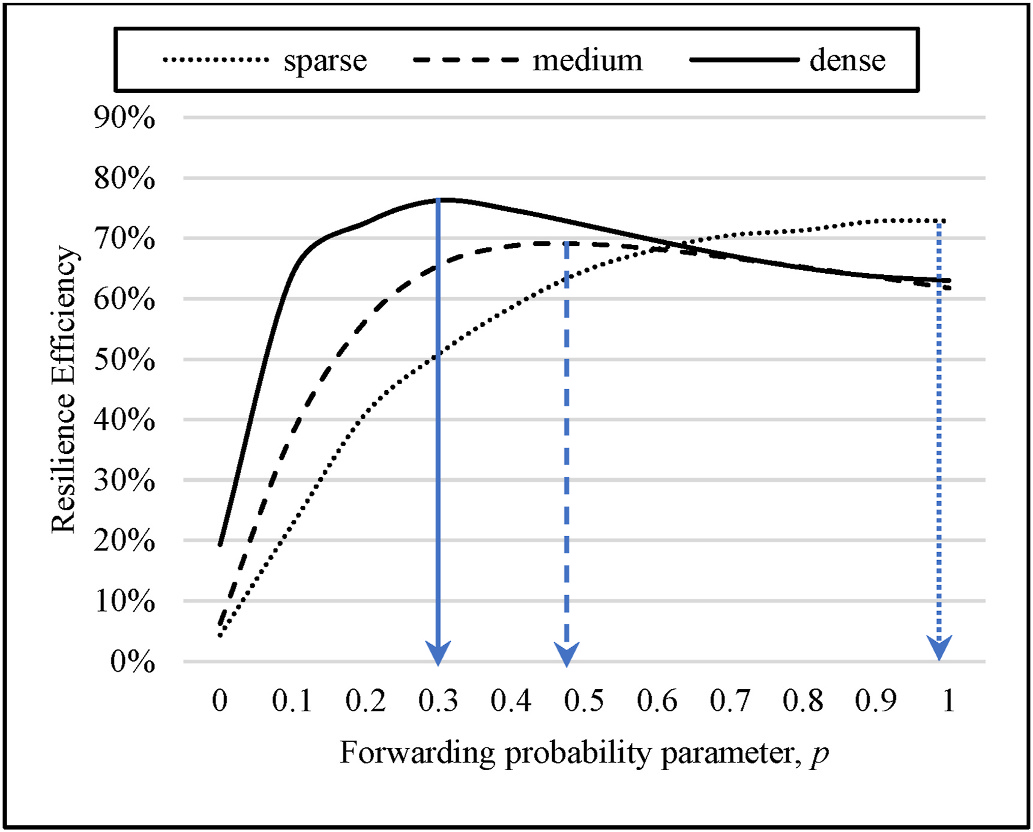 sparse medium dense
90%
80%
70%
60%
50%
40%
30%
20%
10%
0%
Resilience Efficiency
0 0.1 0.2 0.3 0.4 0.5 0.6 0.7 0.8 0.9 1
Forwarding probability parameter, p